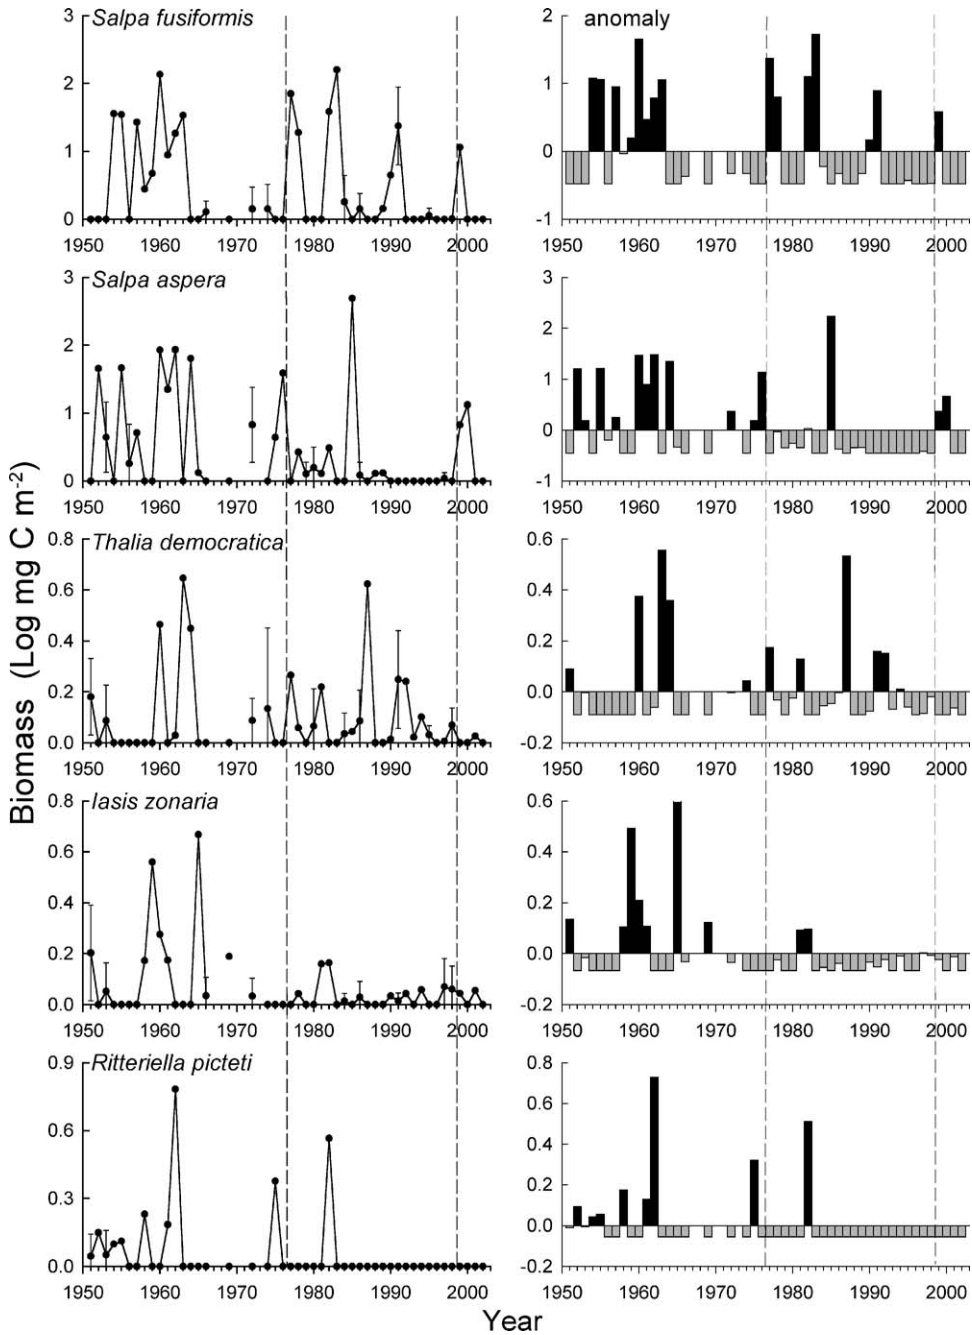 Salpa fusiformis
anomaly
3
2
1
0
1950 1960 1970 1980 1990 2000
2
1
0
-1
1950 1960 1970 1980 1990 2000
Salpa aspera
3
2
1
0
1950 1960 1970 1980 1990 2000
3
2
1
0
-1
1950 1960 1970 1980 1990 2000
Thalia democratica
0.8
0.6
0.4
0.2
0.0
1950 1960 1970 1980 1990 2000
0.6
0.4
0.2
0.0
-0.2
1950 1960 1970 1980 1990 2000
Iasis zonaria
0.8
0.6
0.4
0.2
0.0
1950 1960 1970 1980 1990 2000
0.6
0.4
0.2
0.0
-0.2
1950 1960 1970 1980 1990 2000
Ritteriella picteti
0.9
0.6
0.3
0.0
1950 1960 1970 1980 1990 2000
0.8
0.6
0.4
0.2
0.0
-0.2
1950 1960 1970 1980 1990 2000
Biomass (Log mg C m⁻²)
Year